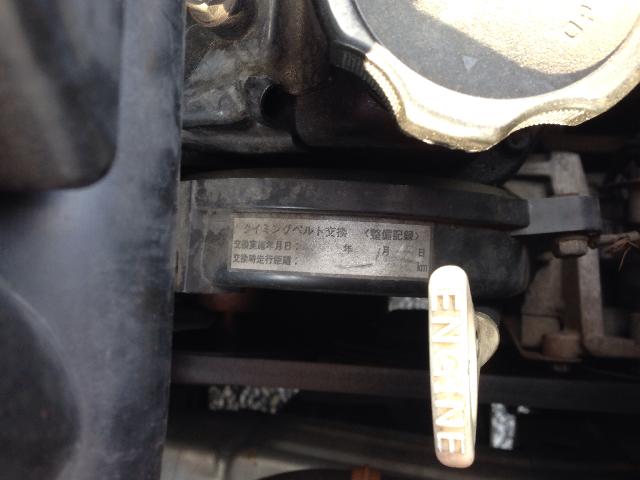 タイミングベルト交換 〈整備記録〉
交換実施年月日： 年 月 日
交換時走行距離： km
ENGINE